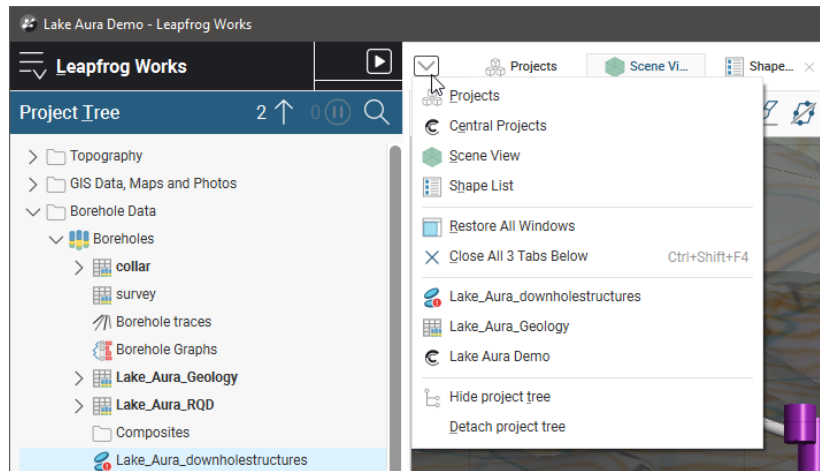 Lake Aura Demo - Leapfrog Works
Leapfrog Works
Projects
Scene Vi...
Shape...
Project Tree
2
0
Topography
GIS Data, Maps and Photos
Borehole Data
Boreholes
collar
survey
Borehole traces
Borehole Graphs
Lake_Aura_Geology
Lake_Aura_RQD
Composites
Lake_Aura_downholestructures
Projects
Central Projects
Scene View
Shape List
Restore All Windows
Close All 3 Tabs Below Ctrl+Shift+F4
Lake_Aura_downholestructures
Lake_Aura_Geology
Lake Aura Demo
Hide project tree
Detach project tree